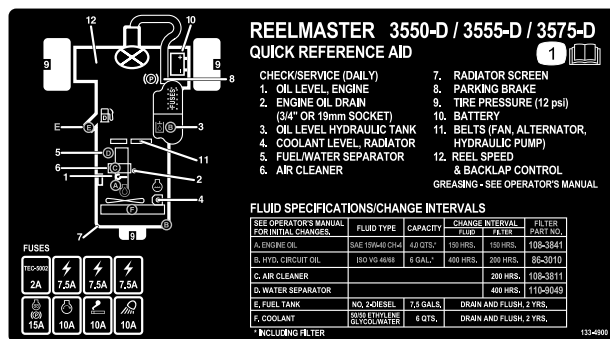 REELMASTER 3550-D / 3555-D / 3575-D
QUICK REFERENCE AID
1
CHECK/SERVICE (DAILY)
1. OIL LEVEL, ENGINE
2. ENGINE OIL DRAIN
(3/4" OR 19mm SOCKET)
3. OIL LEVEL HYDRAULIC TANK
4. COOLANT LEVEL, RADIATOR
5. FUEL/WATER SEPARATOR
6. AIR CLEANER
7. RADIATOR SCREEN
8. PARKING BRAKE
9. TIRE PRESSURE (12 psi)
10. BATTERY
11. BELTS (FAN, ALTERNATOR,
HYDRAULIC PUMP)
12. REEL SPEED
& BACKLAP CONTROL
GREASING - SEE OPERATOR'S MANUAL
12
10
9
9
(P)
8
FUSES
D
E
E
B
3
5
D
11
6
C
1
2
A
4
F
7
9
B
FLUID SPECIFICATIONS/CHANGE INTERVALS
SEE OPERATOR'S MANUAL FOR INITIAL CHANGES. FLUID TYPE CAPACITY CHANGE INTERVAL FLUID FILTER FILTER PART NO.
A. ENGINE OIL SAE 15W-40 CH-4 4.0 QTS.* 150 HRS. 150 HRS. 108-3841
B. HYD. CIRCUIT OIL ISO VG 46/68 6 GAL.* 400 HRS. 200 HRS. 86-3010
C. AIR CLEANER 200 HRS. 108-3811
D. WATER SEPARATOR 400 HRS. 110-9049
E. FUEL TANK NO. 2-DIESEL 7,5 GALS. DRAIN AND FLUSH, 2 YRS.
F. COOLANT 50/50 ETHYLENE GLYCOL/WATER 6 QTS. DRAIN AND FLUSH, 2 YRS.
* INCLUDING FILTER
133-4900
FUSES
TEC-5002
2A 7,5A 7,5A 7,5A
(P)
15A 10A 10A 10A